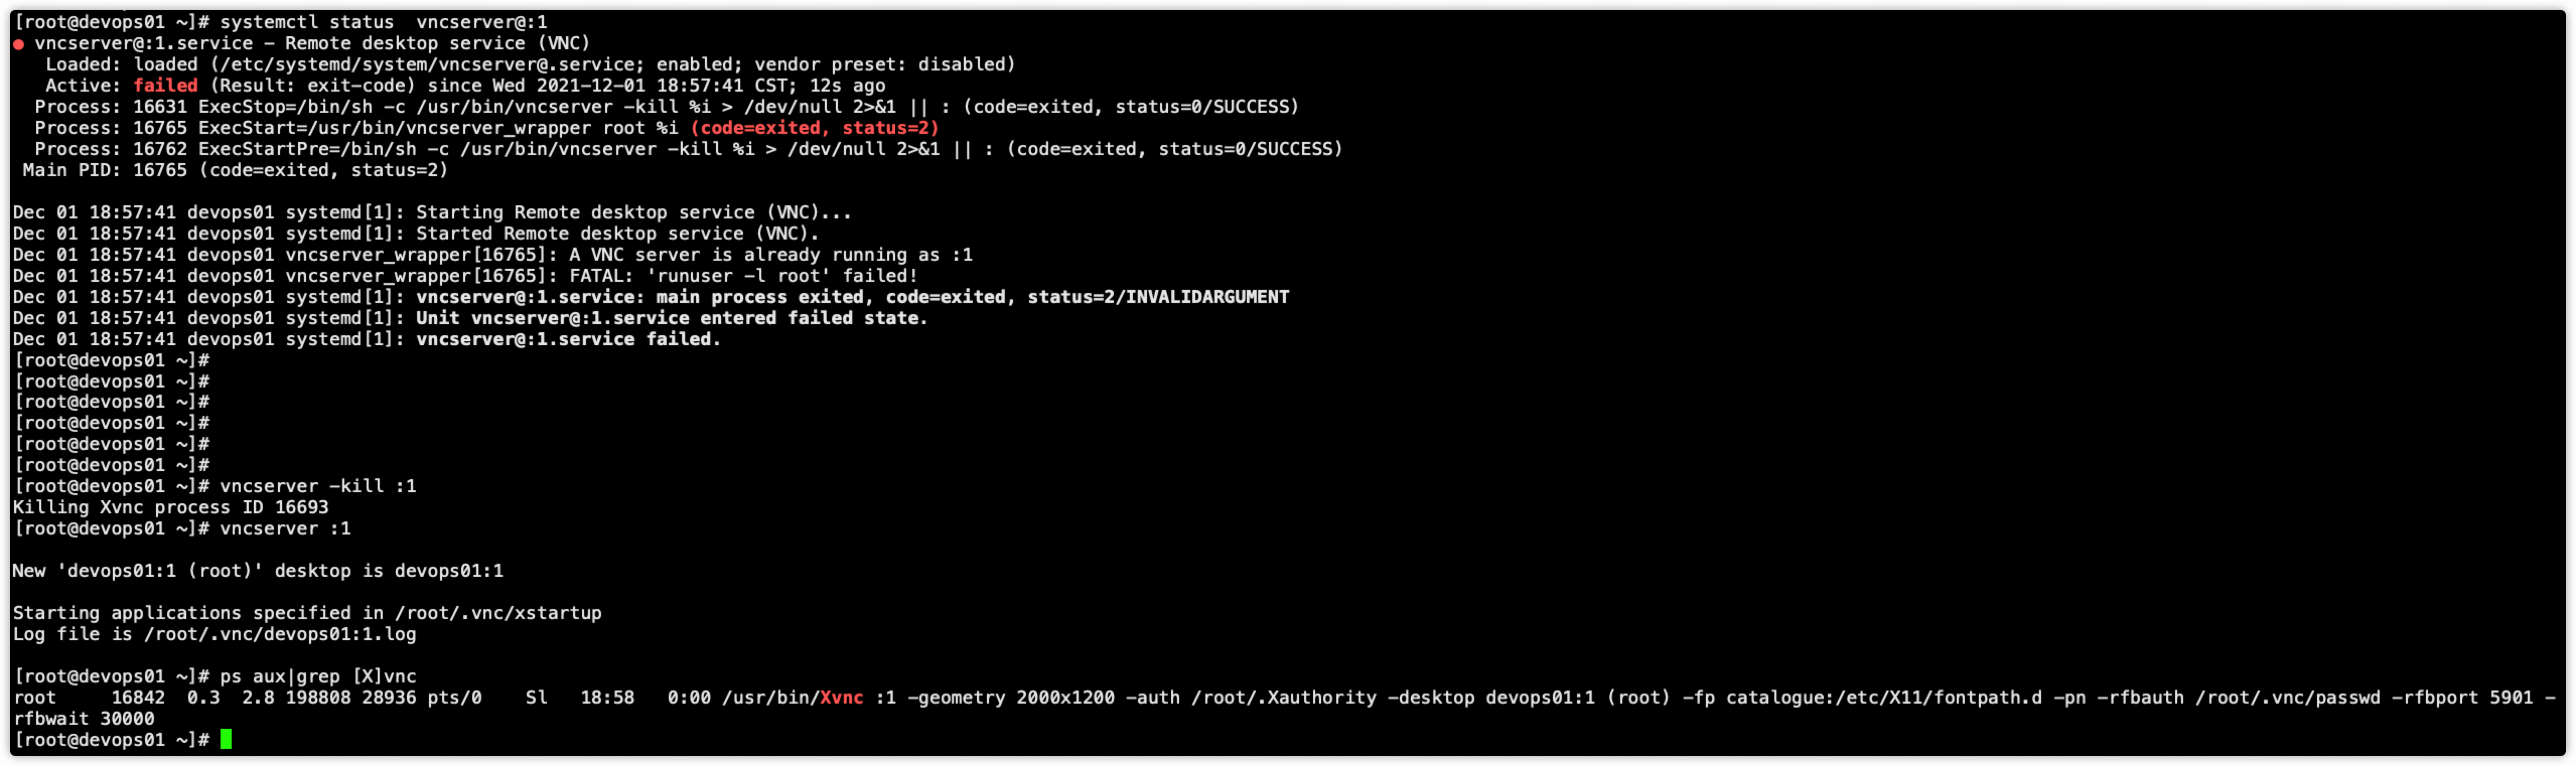 [root@devops01 ~]# systemctl status  vncserver@:1
● vncserver@:1.service - Remote desktop service (VNC)
   Loaded: loaded (/etc/systemd/system/vncserver@.service; enabled; vendor preset: disabled)
   Active: failed (Result: exit-code) since Wed 2021-12-01 18:57:41 CST; 12s ago
  Process: 16631 ExecStop=/bin/sh -c /usr/bin/vncserver -kill %i > /dev/null 2>&1 || : (code=exited, status=0/SUCCESS)
  Process: 16765 ExecStart=/usr/bin/vncserver_wrapper root %i (code=exited, status=2)
  Process: 16762 ExecStartPre=/bin/sh -c /usr/bin/vncserver -kill %i > /dev/null 2>&1 || : (code=exited, status=0/SUCCESS)
 Main PID: 16765 (code=exited, status=2)

Dec 01 18:57:41 devops01 systemd[1]: Starting Remote desktop service (VNC)...
Dec 01 18:57:41 devops01 systemd[1]: Started Remote desktop service (VNC).
Dec 01 18:57:41 devops01 vncserver_wrapper[16765]: A VNC server is already running as :1
Dec 01 18:57:41 devops01 vncserver_wrapper[16765]: FATAL: 'runuser -l root' failed!
Dec 01 18:57:41 devops01 systemd[1]: vncserver@:1.service: main process exited, code=exited, status=2/INVALIDARGUMENT
Dec 01 18:57:41 devops01 systemd[1]: Unit vncserver@:1.service entered failed state.
Dec 01 18:57:41 devops01 systemd[1]: vncserver@:1.service failed.
[root@devops01 ~]#
[root@devops01 ~]#
[root@devops01 ~]#
[root@devops01 ~]#
[root@devops01 ~]#
[root@devops01 ~]#
[root@devops01 ~]# vncserver -kill :1
Killing Xvnc process ID 16693
[root@devops01 ~]# vncserver :1

New 'devops01:1 (root)' desktop is devops01:1

Starting applications specified in /root/.vnc/xstartup
Log file is /root/.vnc/devops01:1.log

[root@devops01 ~]# ps aux|grep [X]vnc
root     16842  0.3  2.8 198808 28936 pts/0    Sl   18:58   0:00 /usr/bin/Xvnc :1 -geometry 2000x1200 -auth /root/.Xauthority -desktop devops01:1 (root) -fp catalogue:/etc/X11/fontpath.d -pn -rfbauth /root/.vnc/passwd -rfbport 5901 -
rfbwait 30000
[root@devops01 ~]#